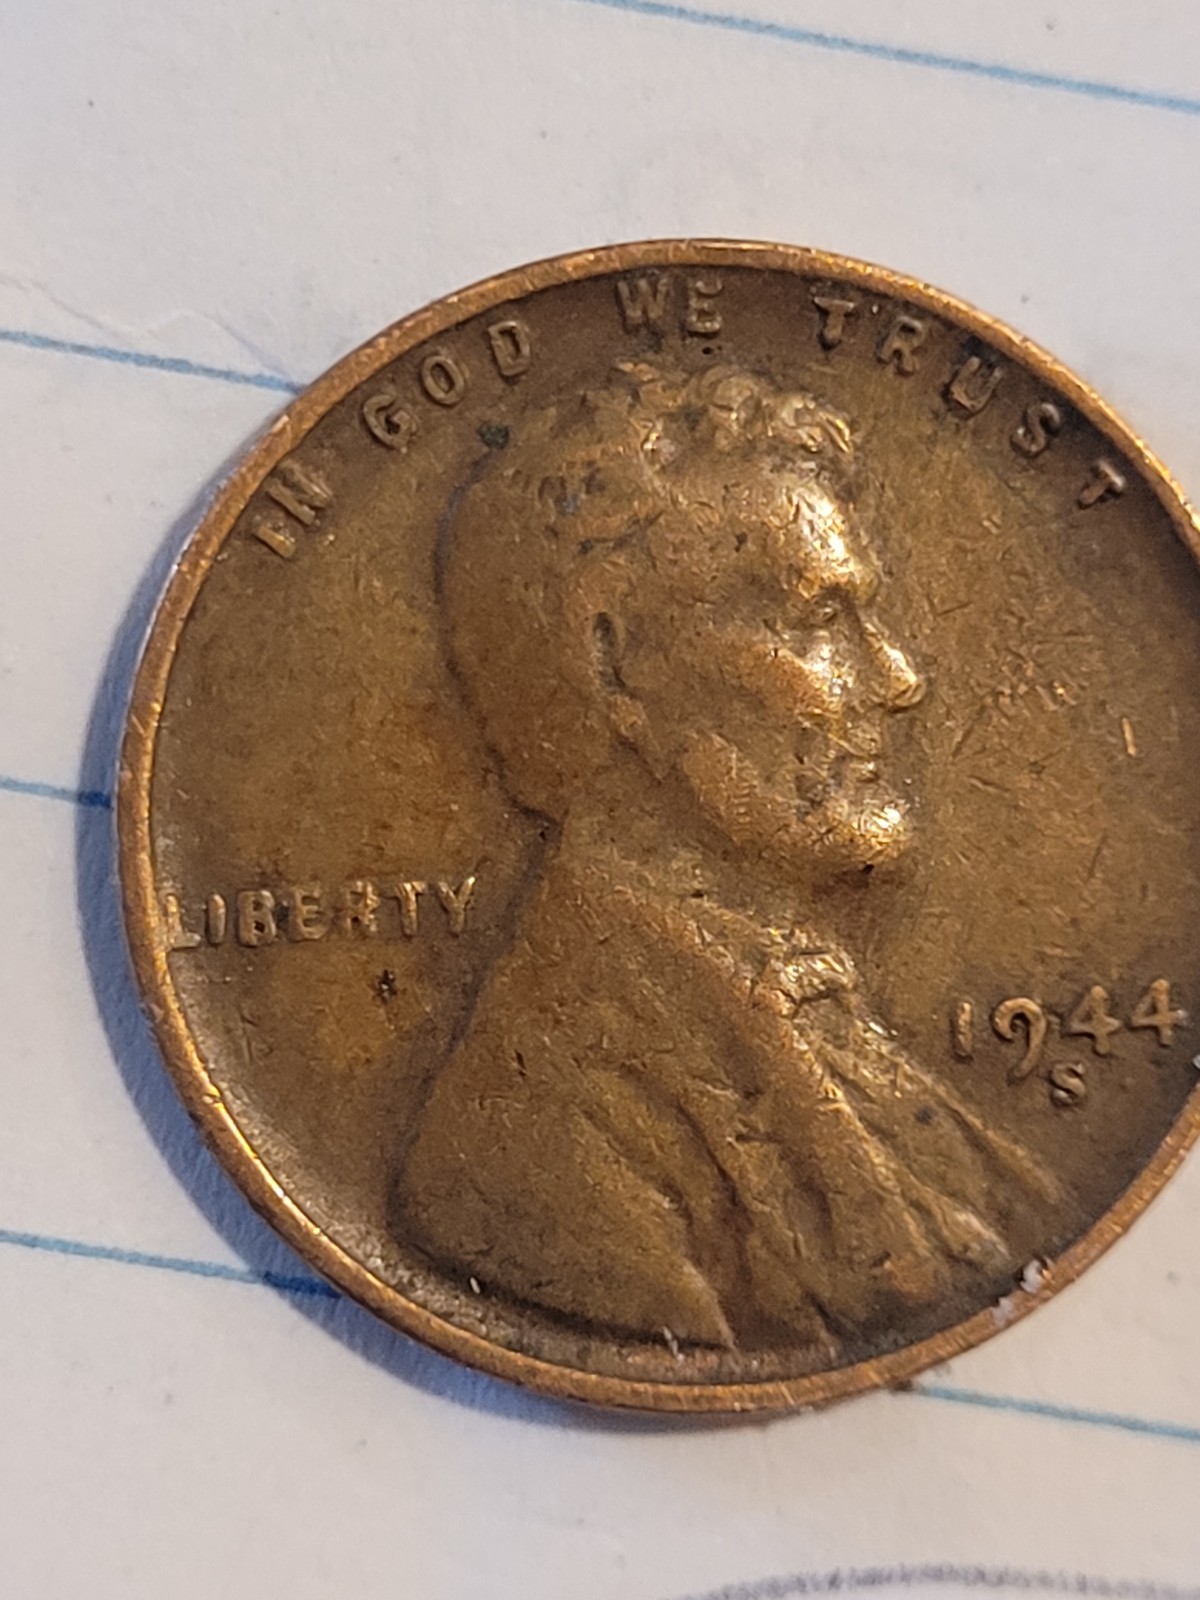 IN GOD WE TRUST
LIBERTY
1944
S